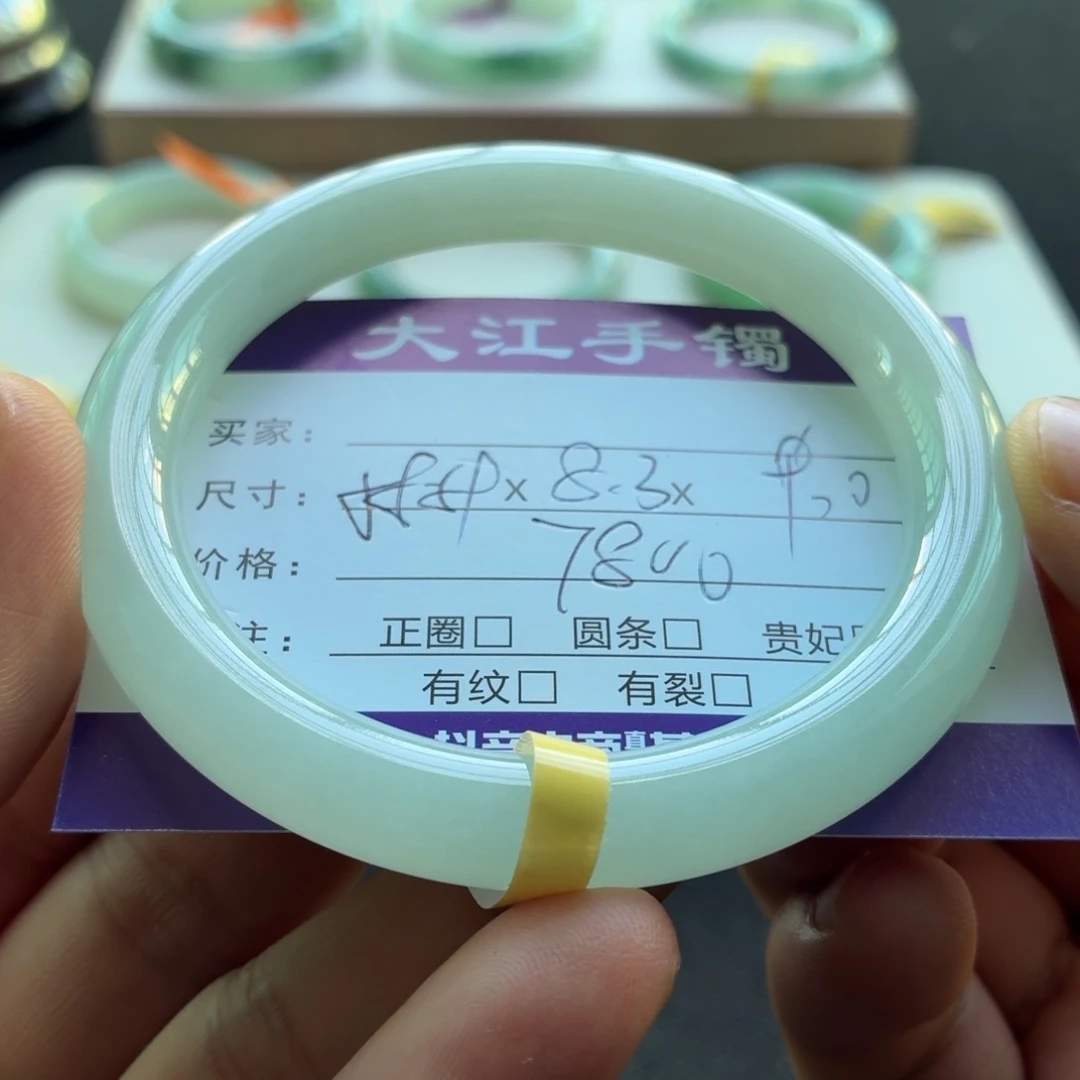 大江手镯
买家：
尺寸： x 8.3x
价格： 7800
注： 正圈□ 圆条□ 贵妃
有纹□ 有裂□